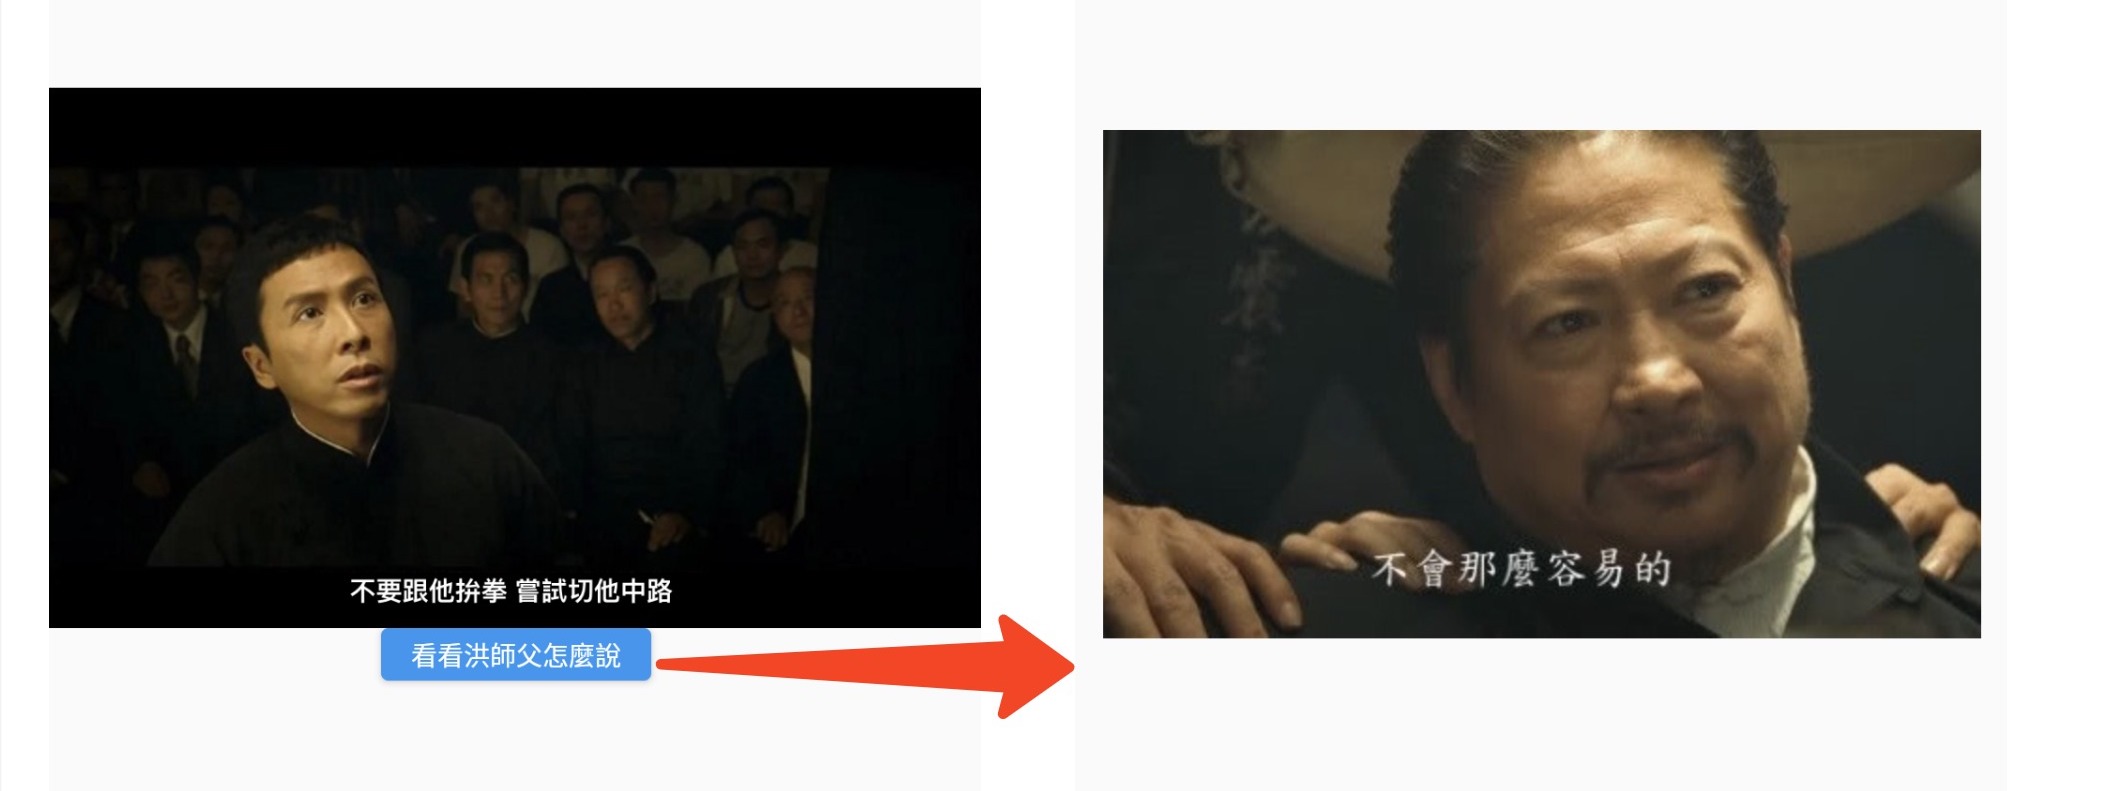 不要跟他拚拳 嘗試切他中路
看看洪師父怎麼說
不會那麼容易的